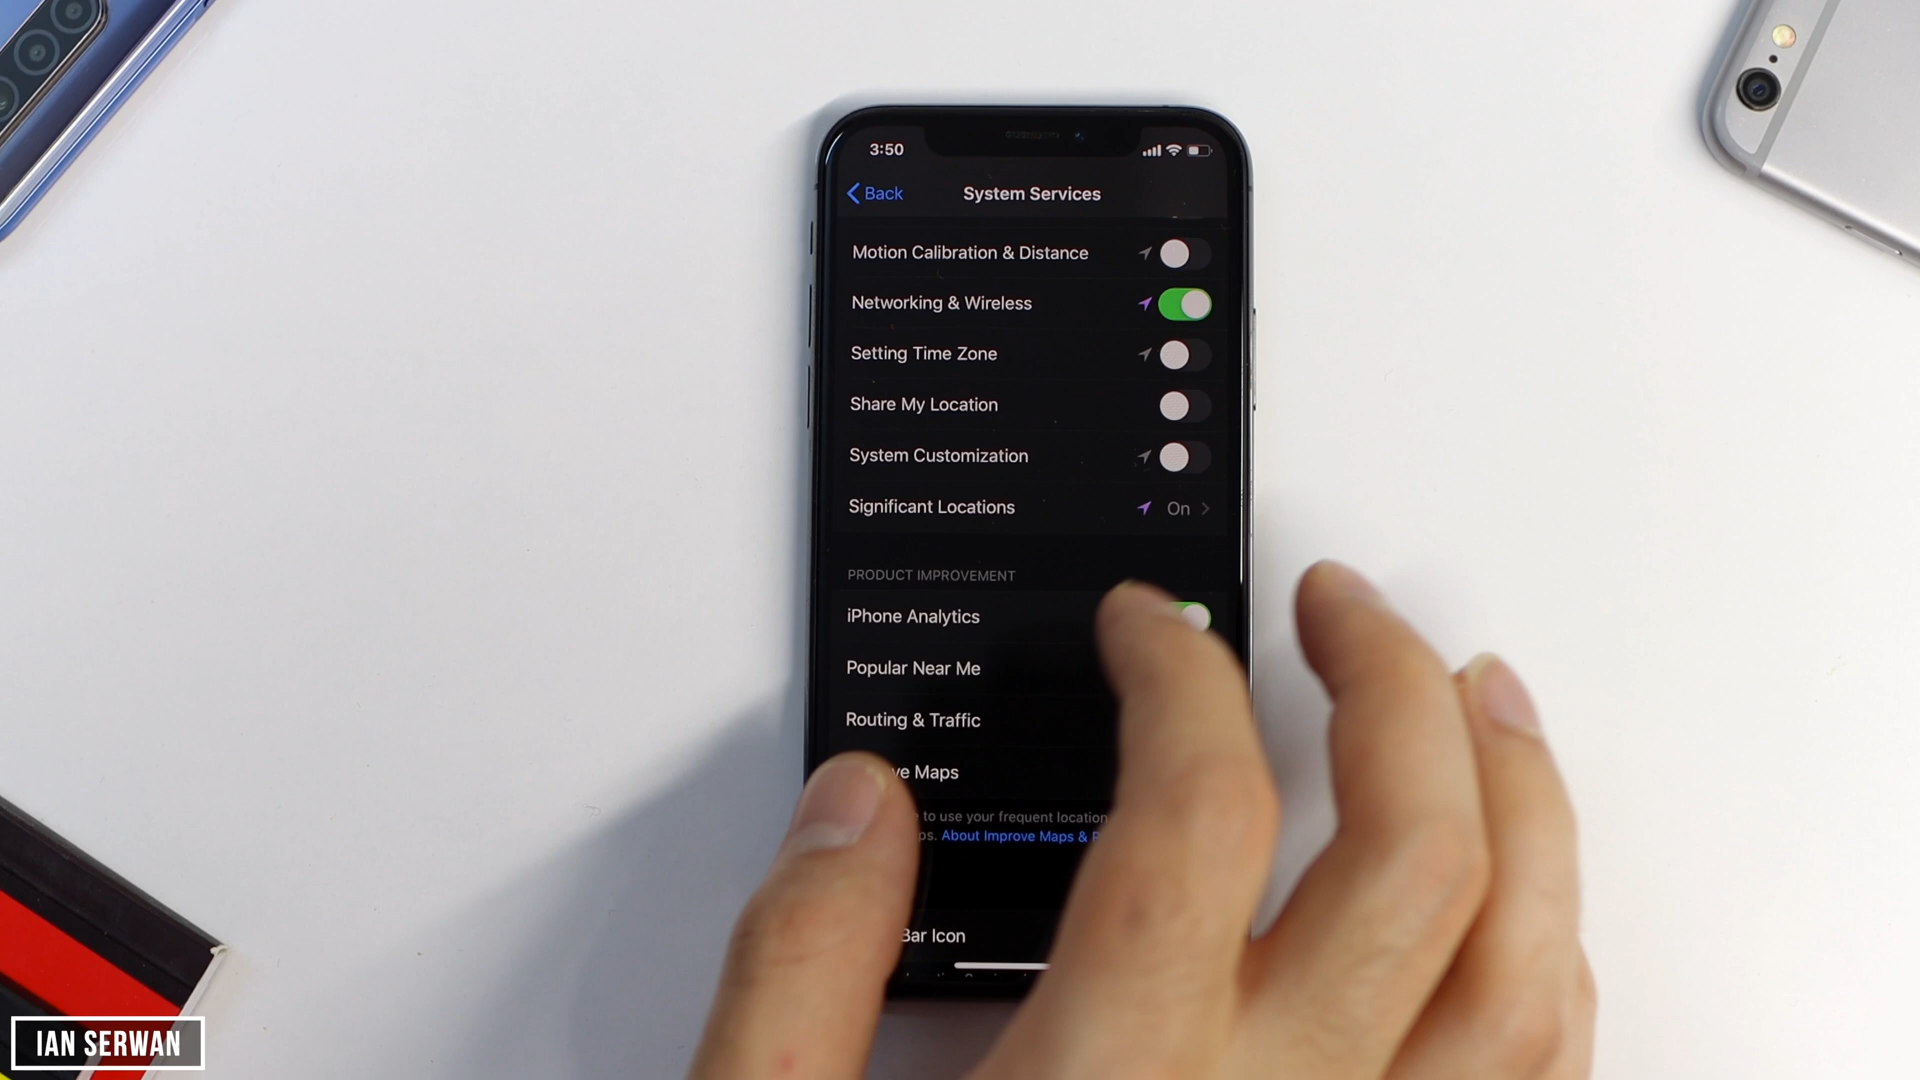 3:50
Back
System Services
Motion Calibration & Distance
Networking & Wireless
Setting Time Zone
Share My Location
System Customization
Significant Locations On
PRODUCT IMPROVEMENT
iPhone Analytics
Popular Near Me
Routing & Traffic
Maps
to use your frequent location
About Improve Maps &
Bar Icon
IAN SERWAN